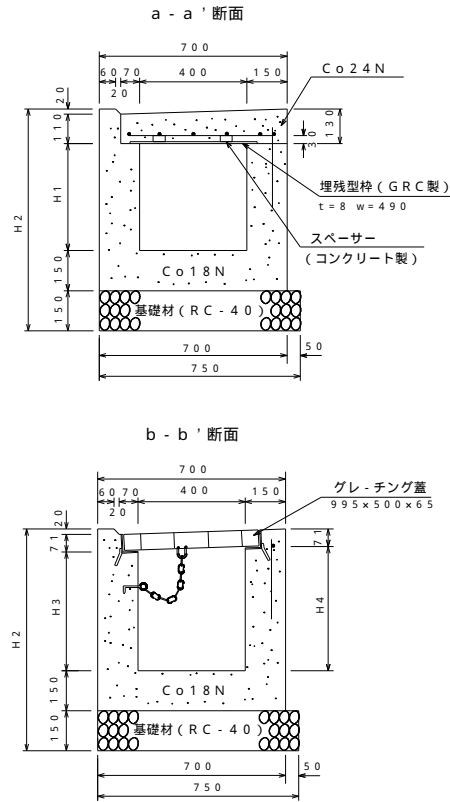 a - a ' 断面
700
60 70 400 150
20
Co24N
20
110
130
30
H1
H2
埋残型枠(GRC製)
t=8 w=490
スペーサー
(コンクリート製)
150
Co18N
150
基礎材(RC-40)
700
50
750
b - b ' 断面
700
60 70 400 150
20
グレ-チング蓋
995×500×65
20
71
71
H3
H4
H2
150
Co18N
150
基礎材(RC-40)
700
50
750